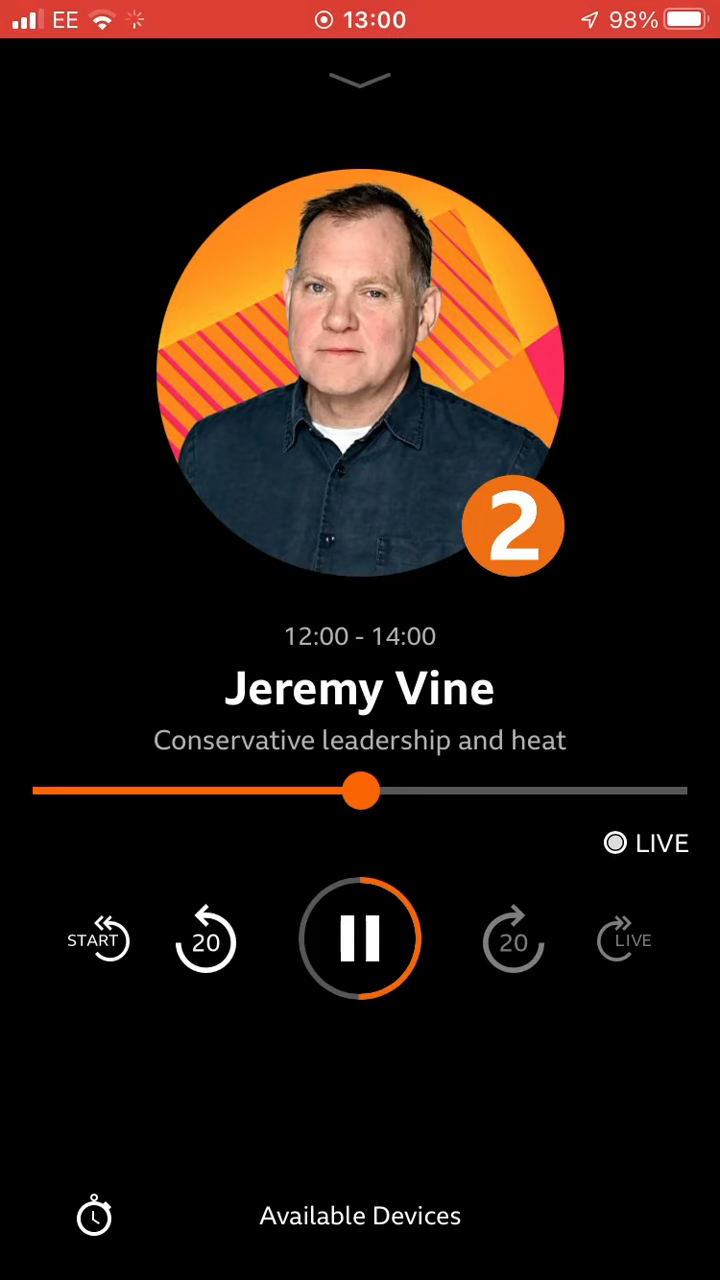 EE 13:00 98%
2
12:00 - 14:00
Jeremy Vine
Conservative leadership and heat
LIVE
START 20 20 LIVE
Available Devices